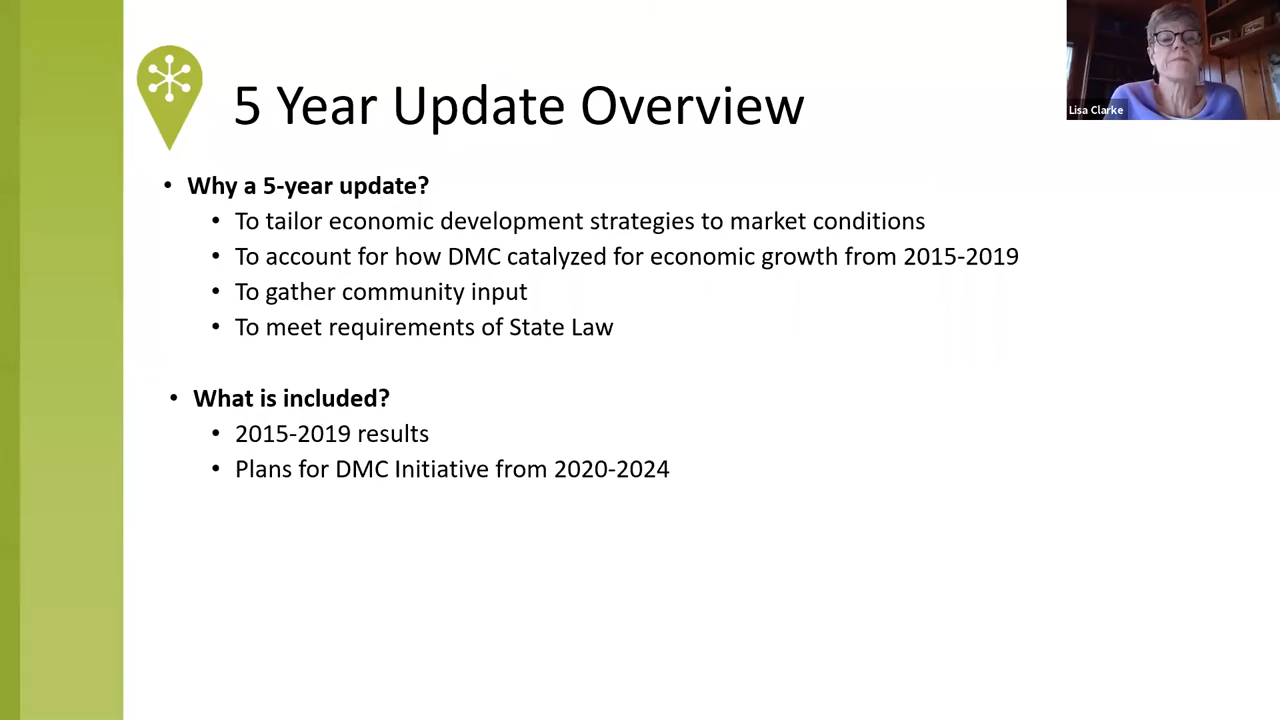 5 Year Update Overview
Lisa Clarke
• Why a 5-year update?
• To tailor economic development strategies to market conditions
• To account for how DMC catalyzed for economic growth from 2015-2019
• To gather community input
• To meet requirements of State Law
• What is included?
• 2015-2019 results
• Plans for DMC Initiative from 2020-2024